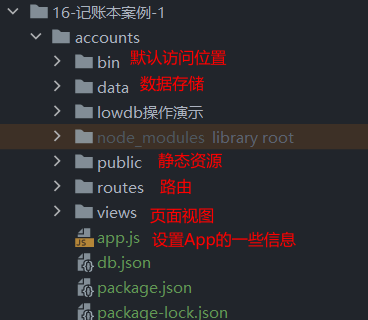 16-记账本案例-1
accounts
bin 默认访问位置
data 数据存储
lowdb操作演示
node_modules library root
public 静态资源
routes 路由
views 页面视图
app.js 设置App的一些信息
db.json
package.json
package-lock.json